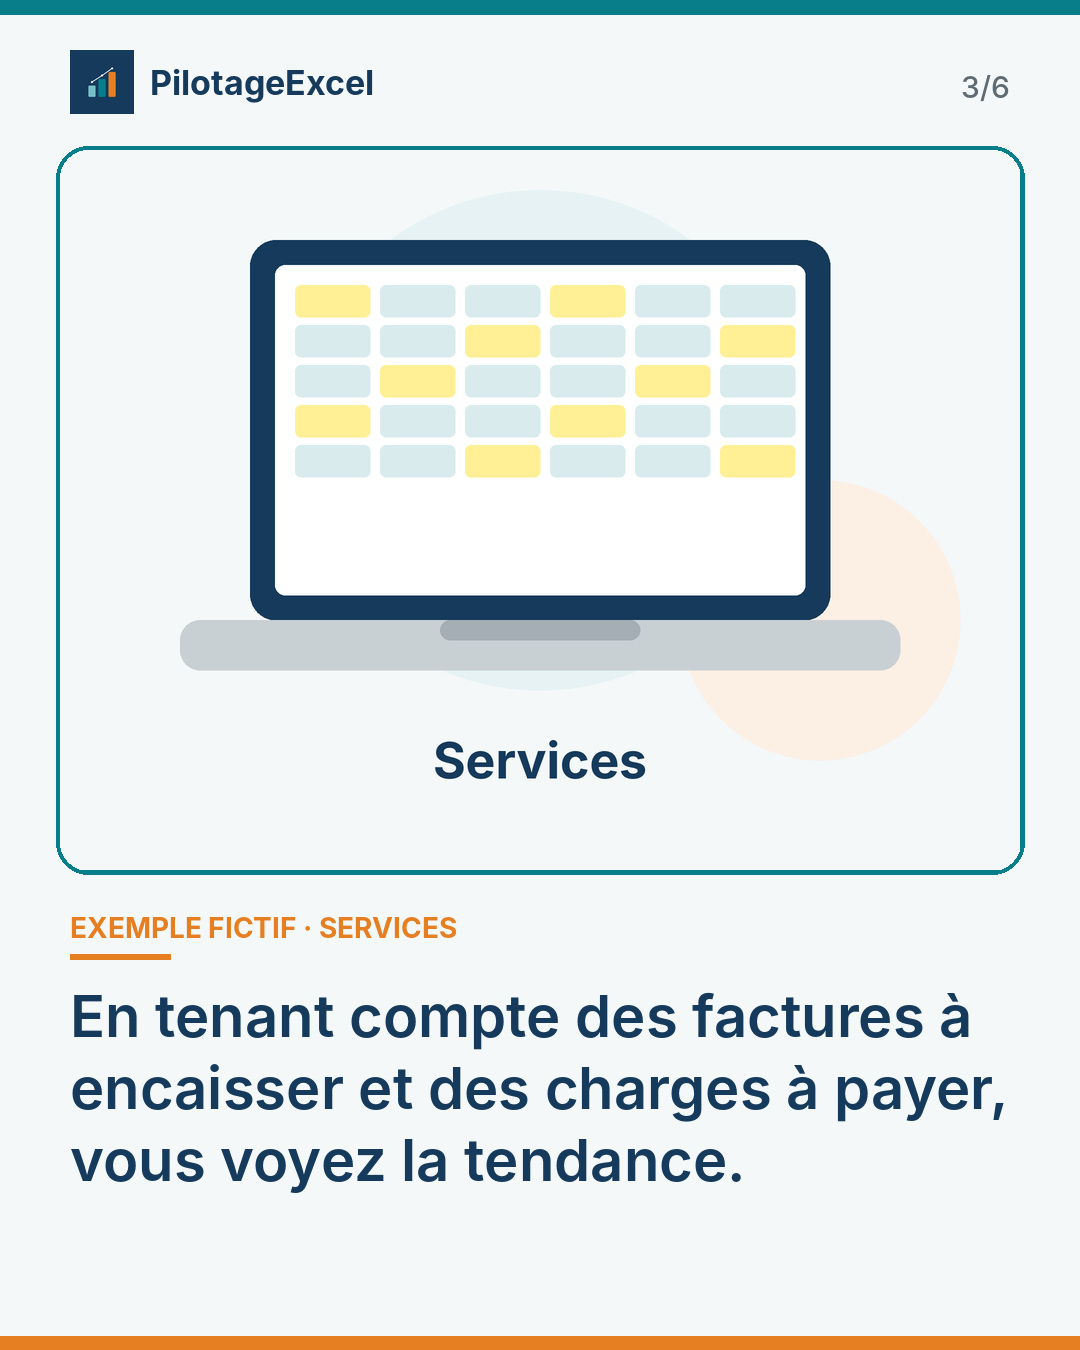 PilotageExcel
3/6
Services
EXEMPLE FICTIF · SERVICES
En tenant compte des factures à
encaisser et des charges à payer,
vous voyez la tendance.